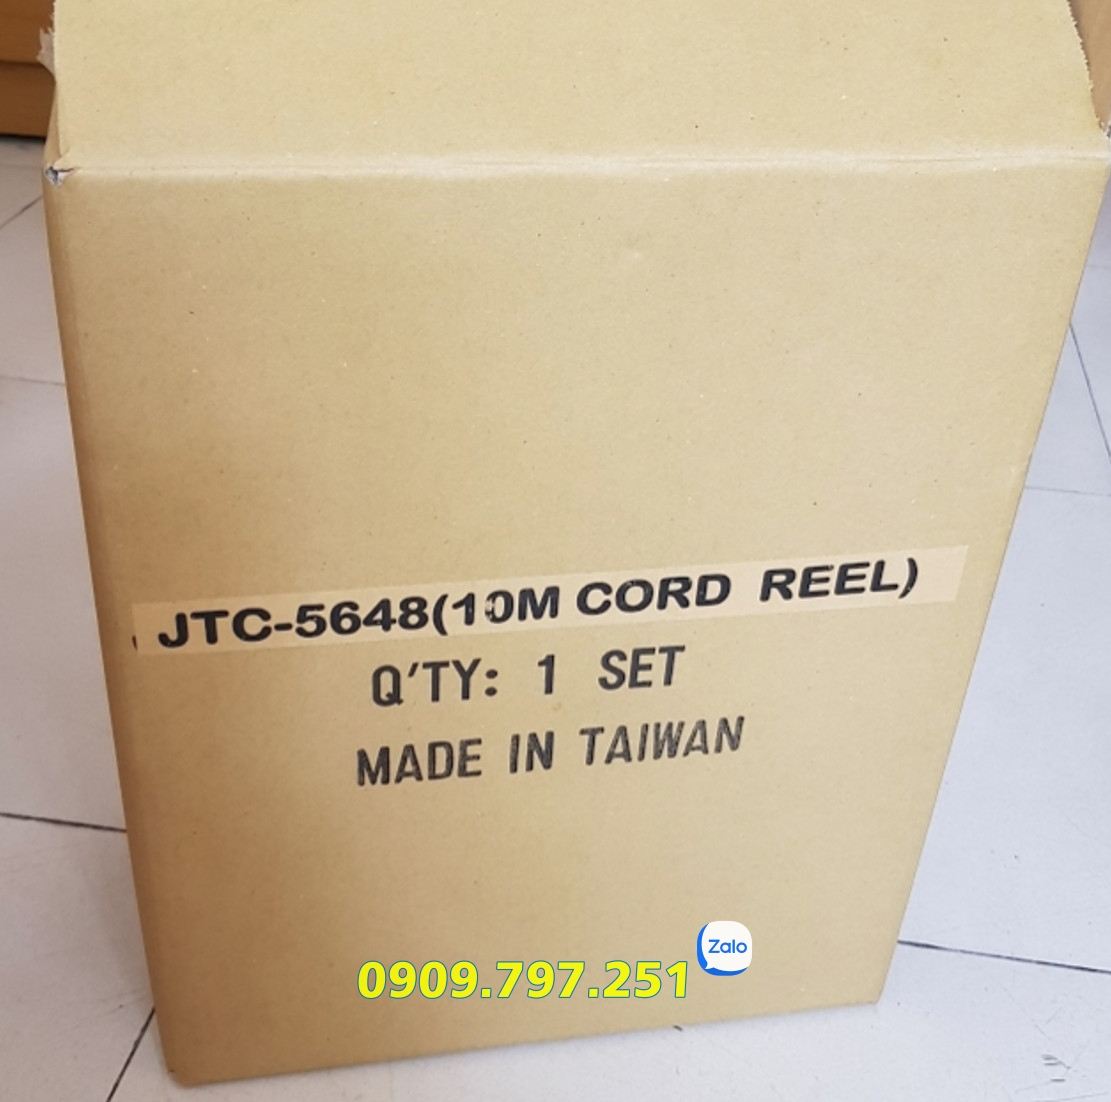 JTC-5648(10M CORD REEL)
Q'TY: 1 SET
MADE IN TAIWAN
Zalo
0909.797.251